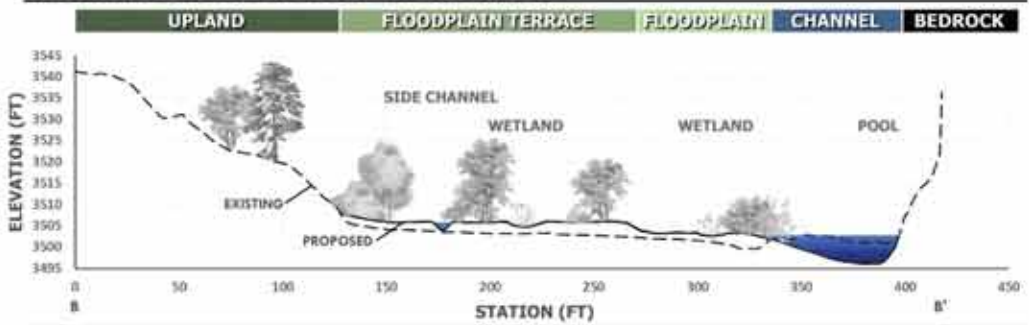 UPLAND FLOODPLAIN TERRACE FLOODPLAIN CHANNEL BEDROCK
ELEVATION (FT)
3545
3540
3535
3530
3525
3520
3515
3510
3505
3500
3495
SIDE CHANNEL
WETLAND WETLAND POOL
EXISTING
PROPOSED
0 50 100 150 200 250 300 350 400 450
B B'
STATION (FT)